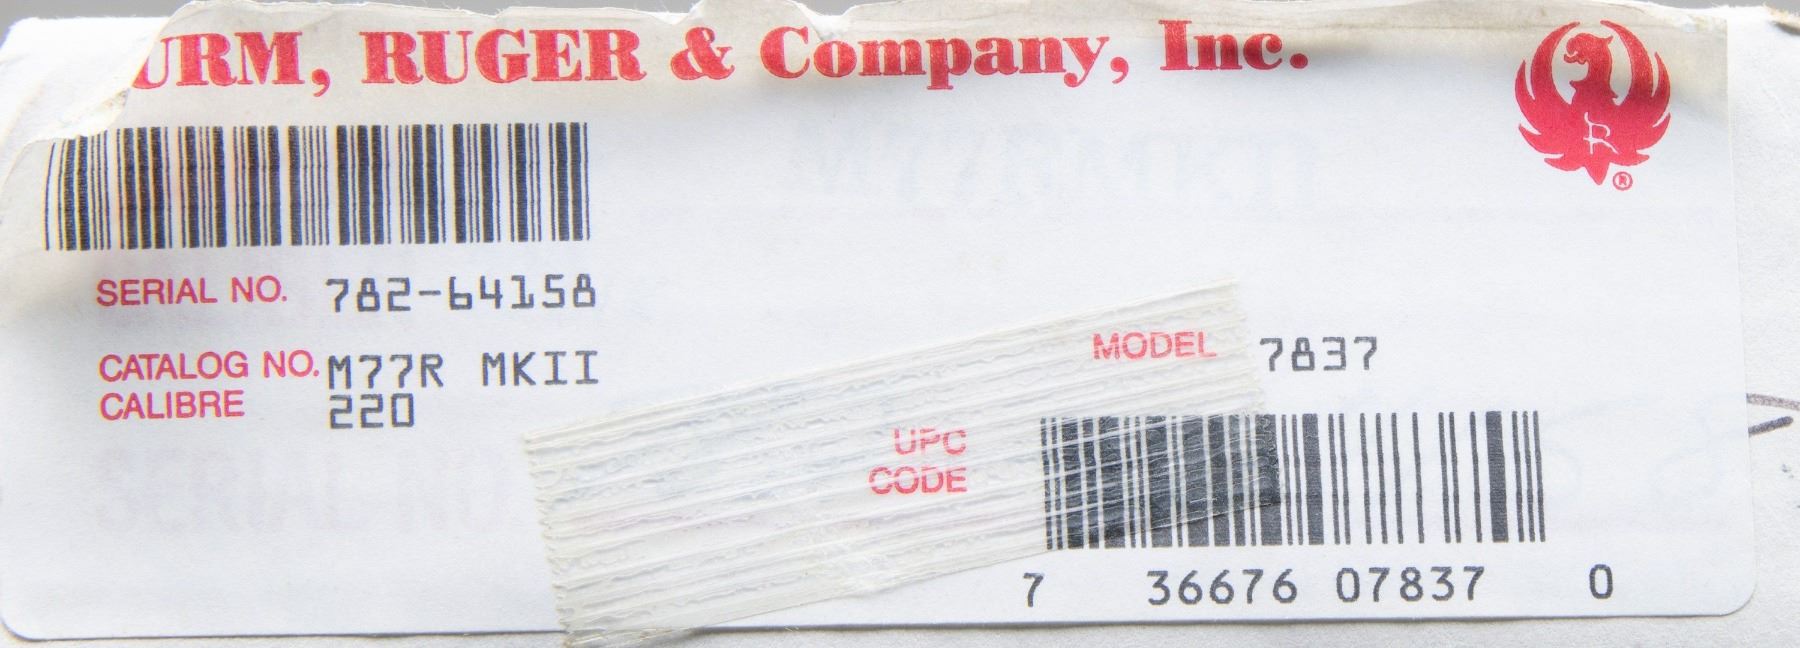 URM, RUGER & Company, Inc.
R
®
SERIAL NO. 782-64158
CATALOG NO. M77R MKII
CALIBRE 220
MODEL 7837
UPC
CODE
7 36676 07837 0